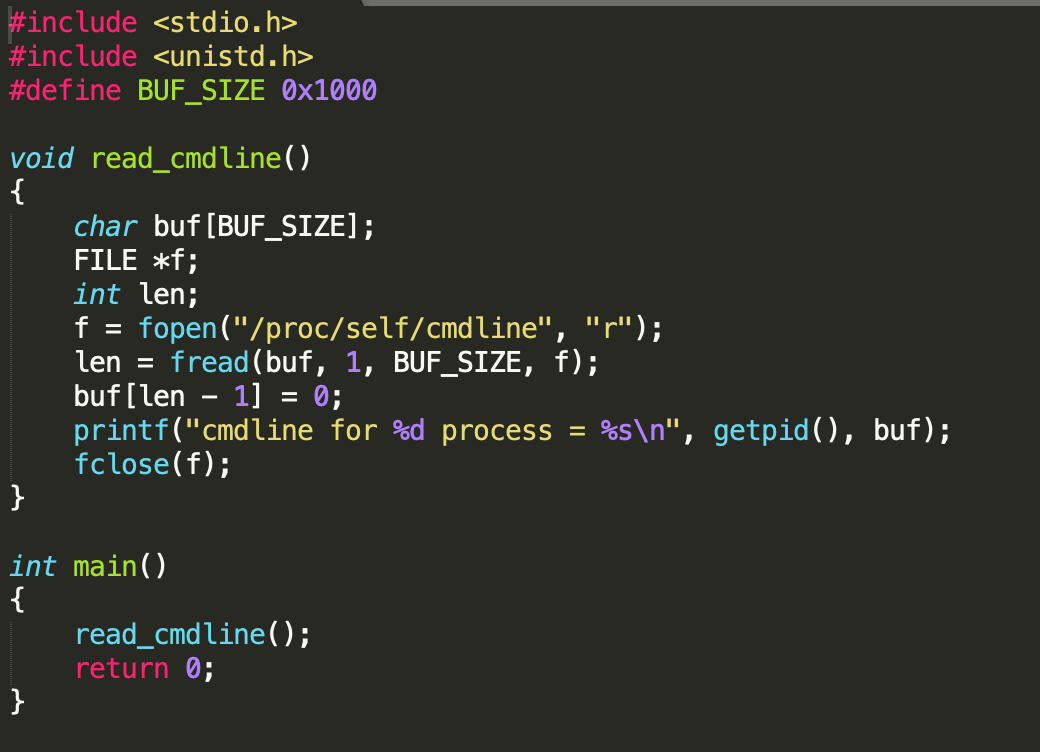 #include <stdio.h>
#include <unistd.h>
#define BUF_SIZE 0x1000

void read_cmdline()
{
    char buf[BUF_SIZE];
    FILE *f;
    int len;
    f = fopen("/proc/self/cmdline", "r");
    len = fread(buf, 1, BUF_SIZE, f);
    buf[len - 1] = 0;
    printf("cmdline for %d process = %s\n", getpid(), buf);
    fclose(f);
}

int main()
{
    read_cmdline();
    return 0;
}